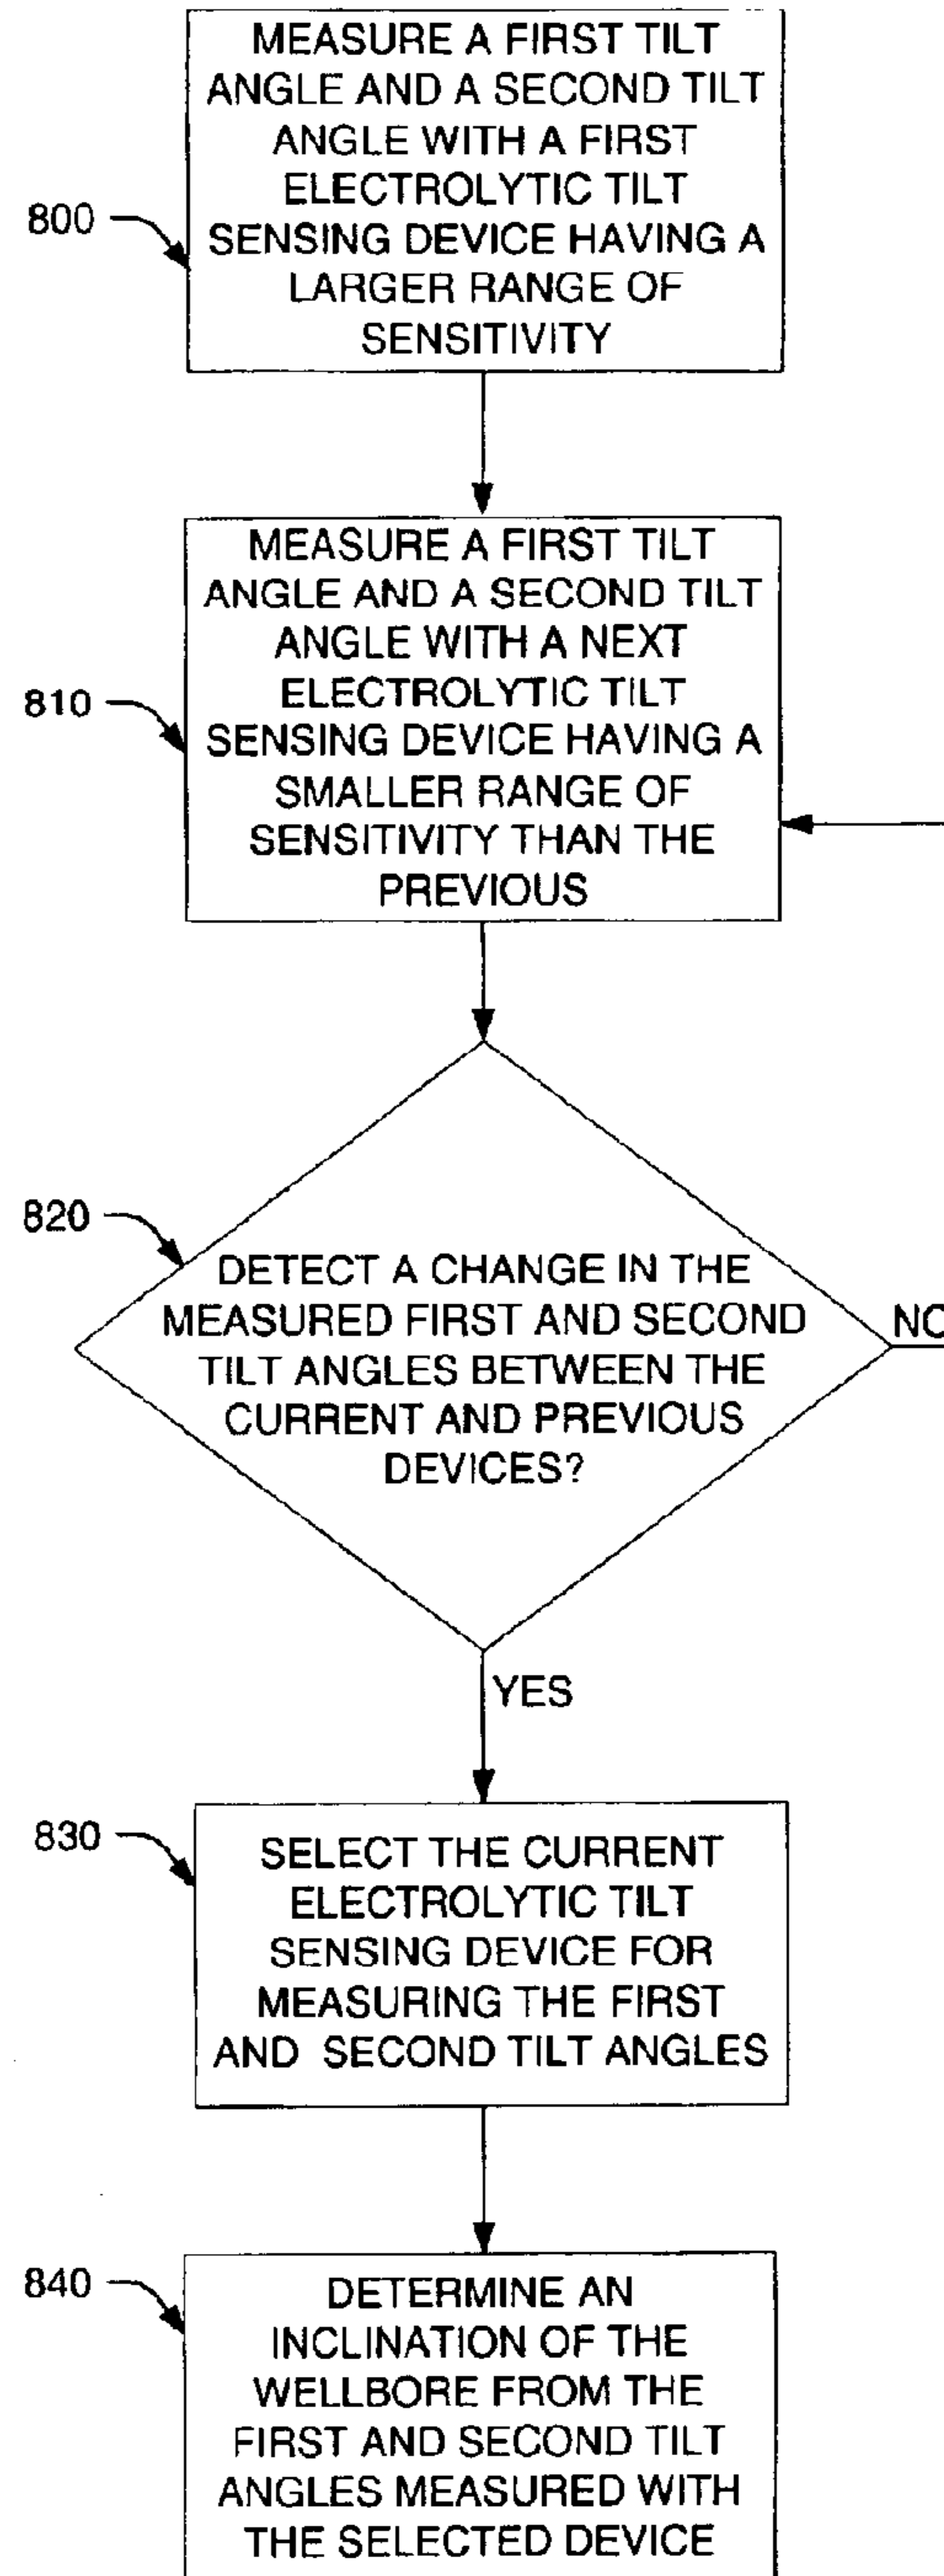 MEASURE A FIRST TILT
ANGLE AND A SECOND TILT
ANGLE WITH A FIRST
ELECTROLYTIC TILT
SENSING DEVICE HAVING A
LARGER RANGE OF
SENSITIVITY
800
MEASURE A FIRST TILT
ANGLE AND A SECOND TILT
ANGLE WITH A NEXT
ELECTROLYTIC TILT
SENSING DEVICE HAVING A
SMALLER RANGE OF
SENSITIVITY THAN THE
PREVIOUS
810
820
DETECT A CHANGE IN THE
MEASURED FIRST AND SECOND
TILT ANGLES BETWEEN THE
CURRENT AND PREVIOUS
DEVICES?
NO
YES
830
SELECT THE CURRENT
ELECTROLYTIC TILT
SENSING DEVICE FOR
MEASURING THE FIRST
AND SECOND TILT ANGLES
840
DETERMINE AN
INCLINATION OF THE
WELLBORE FROM THE
FIRST AND SECOND TILT
ANGLES MEASURED WITH
THE SELECTED DEVICE